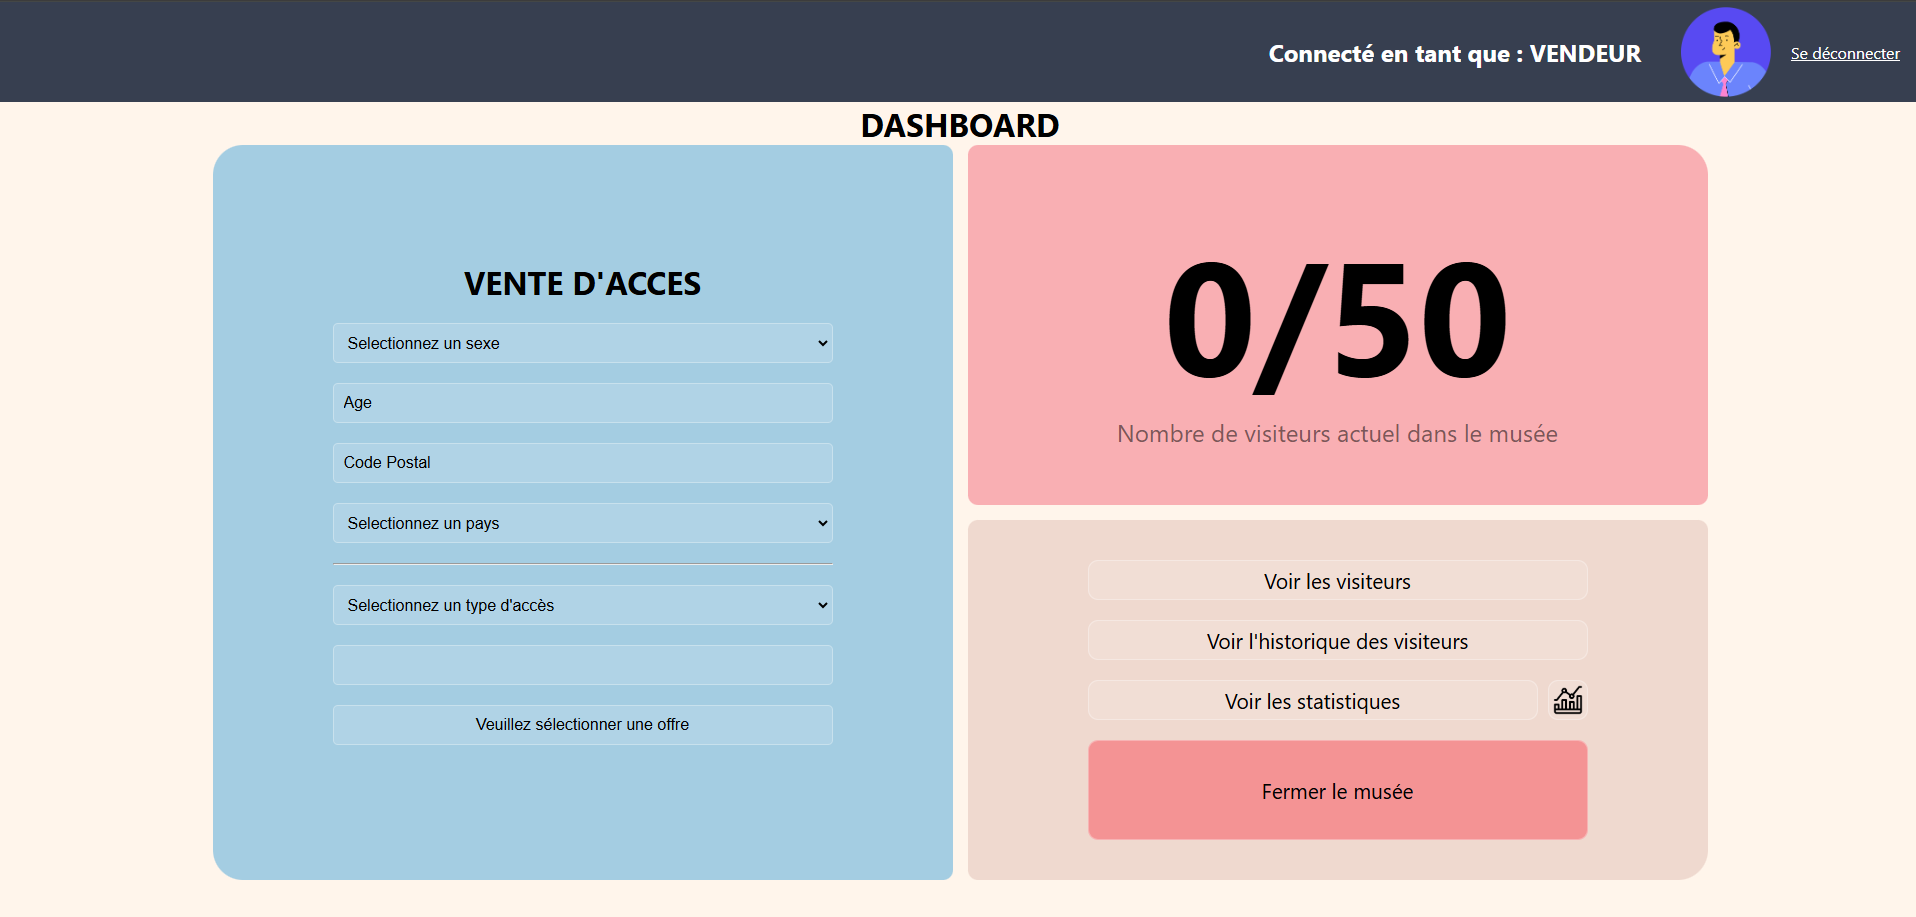 Connecté en tant que : VENDEUR
Se déconnecter
DASHBOARD
VENTE D'ACCES
Selectionnez un sexe
Age
Code Postal
Selectionnez un pays
Selectionnez un type d'accès
Veuillez sélectionner une offre
0/50
Nombre de visiteurs actuel dans le musée
Voir les visiteurs
Voir l'historique des visiteurs
Voir les statistiques
Fermer le musée